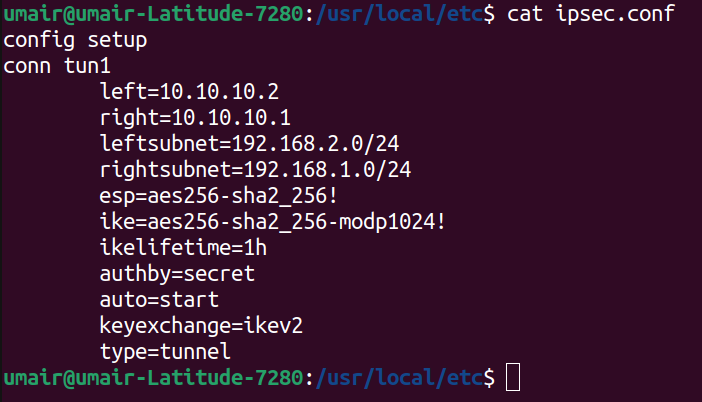 umair@umair-Latitude-7280:/usr/local/etc$ cat ipsec.conf
config setup
conn tun1
        left=10.10.10.2
        right=10.10.10.1
        leftsubnet=192.168.2.0/24
        rightsubnet=192.168.1.0/24
        esp=aes256-sha2_256!
        ike=aes256-sha2_256-modp1024!
        ikelifetime=1h
        authby=secret
        auto=start
        keyexchange=ikev2
        type=tunnel
umair@umair-Latitude-7280:/usr/local/etc$